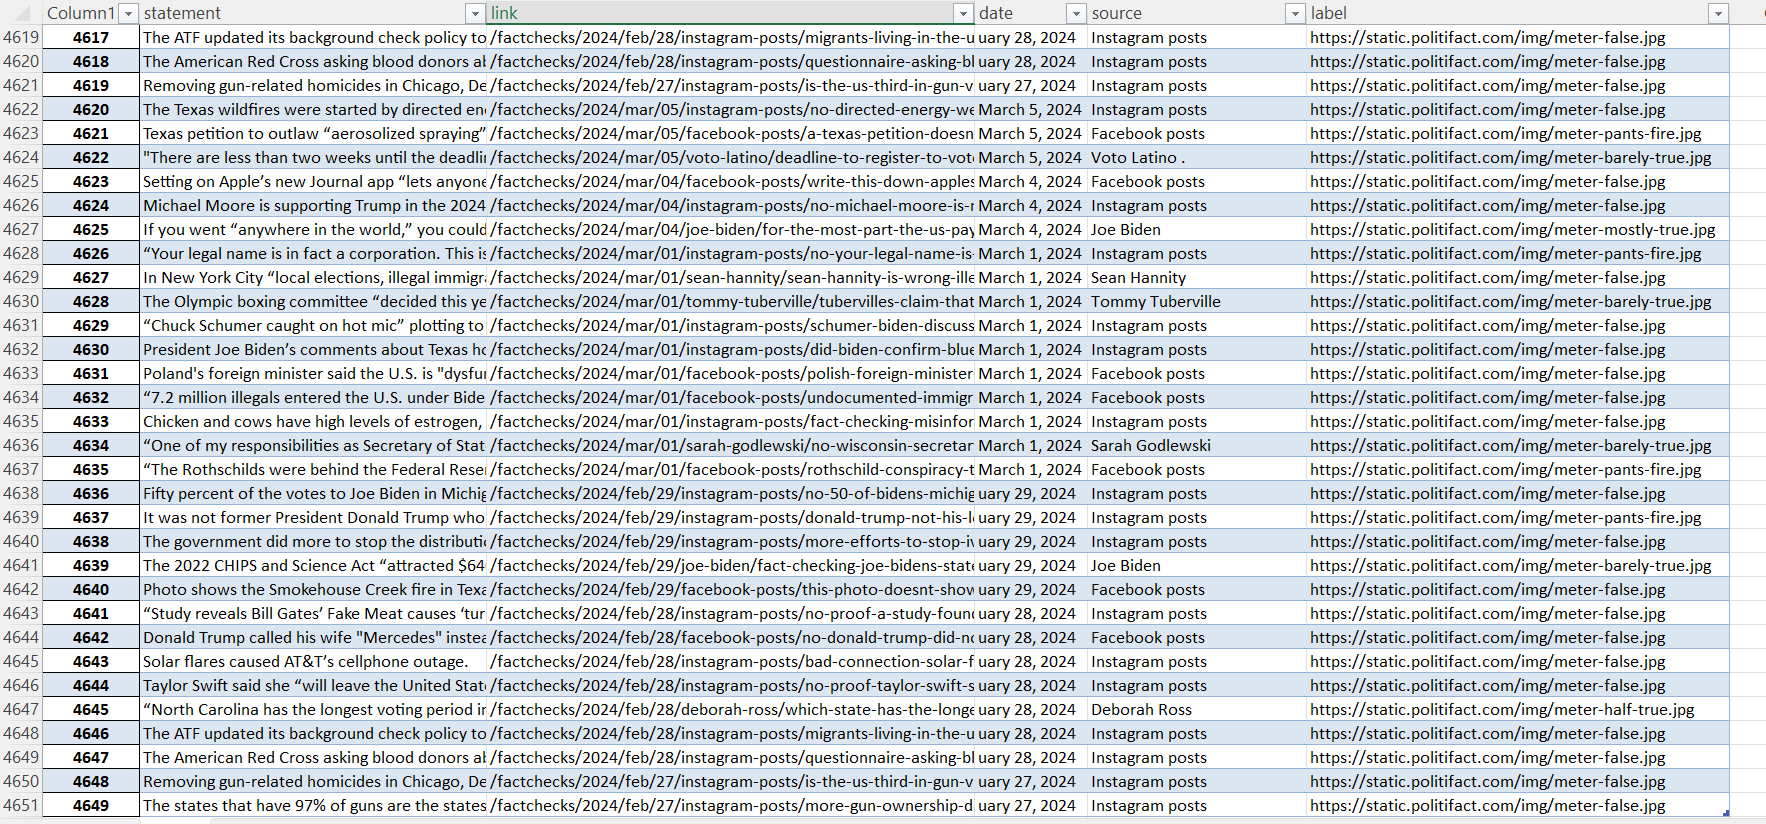 Column1 statement link date source label
4619 4617 The ATF updated its background check policy to /factchecks/2024/feb/28/instagram-posts/migrants-living-in-the-u uary 28, 2024 Instagram posts https://static.politifact.com/img/meter-false.jpg
4620 4618 The American Red Cross asking blood donors al /factchecks/2024/feb/28/instagram-posts/questionnaire-asking-bl uary 28, 2024 Instagram posts https://static.politifact.com/img/meter-false.jpg
4621 4619 Removing gun-related homicides in Chicago, De /factchecks/2024/feb/27/instagram-posts/is-the-us-third-in-gun-v uary 27, 2024 Instagram posts https://static.politifact.com/img/meter-false.jpg
4622 4620 The Texas wildfires were started by directed en /factchecks/2024/mar/05/instagram-posts/no-directed-energy-we March 5, 2024 Instagram posts https://static.politifact.com/img/meter-false.jpg
4623 4621 Texas petition to outlaw “aerosolized spraying” /factchecks/2024/mar/05/facebook-posts/a-texas-petition-doesn March 5, 2024 Facebook posts https://static.politifact.com/img/meter-pants-fire.jpg
4624 4622 "There are less than two weeks until the deadli /factchecks/2024/mar/05/voto-latino/deadline-to-register-to-vot March 5, 2024 Voto Latino . https://static.politifact.com/img/meter-barely-true.jpg
4625 4623 Setting on Apple’s new Journal app “lets anyone /factchecks/2024/mar/04/facebook-posts/write-this-down-apples March 4, 2024 Facebook posts https://static.politifact.com/img/meter-false.jpg
4626 4624 Michael Moore is supporting Trump in the 2024 /factchecks/2024/mar/04/instagram-posts/no-michael-moore-is-r March 4, 2024 Instagram posts https://static.politifact.com/img/meter-false.jpg
4627 4625 If you went “anywhere in the world,” you could /factchecks/2024/mar/04/joe-biden/for-the-most-part-the-us-pay March 4, 2024 Joe Biden https://static.politifact.com/img/meter-mostly-true.jpg
4628 4626 “Your legal name is in fact a corporation. This is /factchecks/2024/mar/01/instagram-posts/no-your-legal-name-is- March 1, 2024 Instagram posts https://static.politifact.com/img/meter-pants-fire.jpg
4629 4627 In New York City “local elections, illegal immigr /factchecks/2024/mar/01/sean-hannity/sean-hannity-is-wrong-ille March 1, 2024 Sean Hannity https://static.politifact.com/img/meter-false.jpg
4630 4628 The Olympic boxing committee “decided this ye /factchecks/2024/mar/01/tommy-tuberville/tubervilles-claim-that March 1, 2024 Tommy Tuberville https://static.politifact.com/img/meter-barely-true.jpg
4631 4629 “Chuck Schumer caught on hot mic” plotting to /factchecks/2024/mar/01/instagram-posts/schumer-biden-discuss March 1, 2024 Instagram posts https://static.politifact.com/img/meter-false.jpg
4632 4630 President Joe Biden’s comments about Texas ho /factchecks/2024/mar/01/instagram-posts/did-biden-confirm-blue March 1, 2024 Instagram posts https://static.politifact.com/img/meter-false.jpg
4633 4631 Poland's foreign minister said the U.S. is "dysfu /factchecks/2024/mar/01/facebook-posts/polish-foreign-minister March 1, 2024 Facebook posts https://static.politifact.com/img/meter-false.jpg
4634 4632 “7.2 million illegals entered the U.S. under Bide /factchecks/2024/mar/01/facebook-posts/undocumented-immigr March 1, 2024 Facebook posts https://static.politifact.com/img/meter-false.jpg
4635 4633 Chicken and cows have high levels of estrogen, /factchecks/2024/mar/01/instagram-posts/fact-checking-misinfor March 1, 2024 Instagram posts https://static.politifact.com/img/meter-false.jpg
4636 4634 “One of my responsibilities as Secretary of Stat /factchecks/2024/mar/01/sarah-godlewski/no-wisconsin-secretar March 1, 2024 Sarah Godlewski https://static.politifact.com/img/meter-barely-true.jpg
4637 4635 “The Rothschilds were behind the Federal Rese /factchecks/2024/mar/01/facebook-posts/rothschild-conspiracy-t March 1, 2024 Facebook posts https://static.politifact.com/img/meter-pants-fire.jpg
4638 4636 Fifty percent of the votes to Joe Biden in Michig /factchecks/2024/feb/29/instagram-posts/no-50-of-bidens-michig uary 29, 2024 Instagram posts https://static.politifact.com/img/meter-false.jpg
4639 4637 It was not former President Donald Trump who /factchecks/2024/feb/29/instagram-posts/donald-trump-not-his-l uary 29, 2024 Instagram posts https://static.politifact.com/img/meter-pants-fire.jpg
4640 4638 The government did more to stop the distributi /factchecks/2024/feb/29/instagram-posts/more-efforts-to-stop-iv uary 29, 2024 Instagram posts https://static.politifact.com/img/meter-false.jpg
4641 4639 The 2022 CHIPS and Science Act “attracted $64 /factchecks/2024/feb/29/joe-biden/fact-checking-joe-bidens-stat uary 29, 2024 Joe Biden https://static.politifact.com/img/meter-barely-true.jpg
4642 4640 Photo shows the Smokehouse Creek fire in Texa /factchecks/2024/feb/29/facebook-posts/this-photo-doesnt-show uary 29, 2024 Facebook posts https://static.politifact.com/img/meter-false.jpg
4643 4641 “Study reveals Bill Gates’ Fake Meat causes ‘tur /factchecks/2024/feb/28/instagram-posts/no-proof-a-study-foun uary 28, 2024 Instagram posts https://static.politifact.com/img/meter-false.jpg
4644 4642 Donald Trump called his wife "Mercedes" instea /factchecks/2024/feb/28/facebook-posts/no-donald-trump-did-no uary 28, 2024 Facebook posts https://static.politifact.com/img/meter-false.jpg
4645 4643 Solar flares caused AT&T’s cellphone outage. /factchecks/2024/feb/28/instagram-posts/bad-connection-solar-f uary 28, 2024 Instagram posts https://static.politifact.com/img/meter-false.jpg
4646 4644 Taylor Swift said she “will leave the United Stat /factchecks/2024/feb/28/instagram-posts/no-proof-taylor-swift-s uary 28, 2024 Instagram posts https://static.politifact.com/img/meter-false.jpg
4647 4645 “North Carolina has the longest voting period in /factchecks/2024/feb/28/deborah-ross/which-state-has-the-longe uary 28, 2024 Deborah Ross https://static.politifact.com/img/meter-half-true.jpg
4648 4646 The ATF updated its background check policy to /factchecks/2024/feb/28/instagram-posts/migrants-living-in-the-u uary 28, 2024 Instagram posts https://static.politifact.com/img/meter-false.jpg
4649 4647 The American Red Cross asking blood donors al /factchecks/2024/feb/28/instagram-posts/questionnaire-asking-bl uary 28, 2024 Instagram posts https://static.politifact.com/img/meter-false.jpg
4650 4648 Removing gun-related homicides in Chicago, De /factchecks/2024/feb/27/instagram-posts/is-the-us-third-in-gun-v uary 27, 2024 Instagram posts https://static.politifact.com/img/meter-false.jpg
4651 4649 The states that have 97% of guns are the states /factchecks/2024/feb/27/instagram-posts/more-gun-ownership-d uary 27, 2024 Instagram posts https://static.politifact.com/img/meter-false.jpg